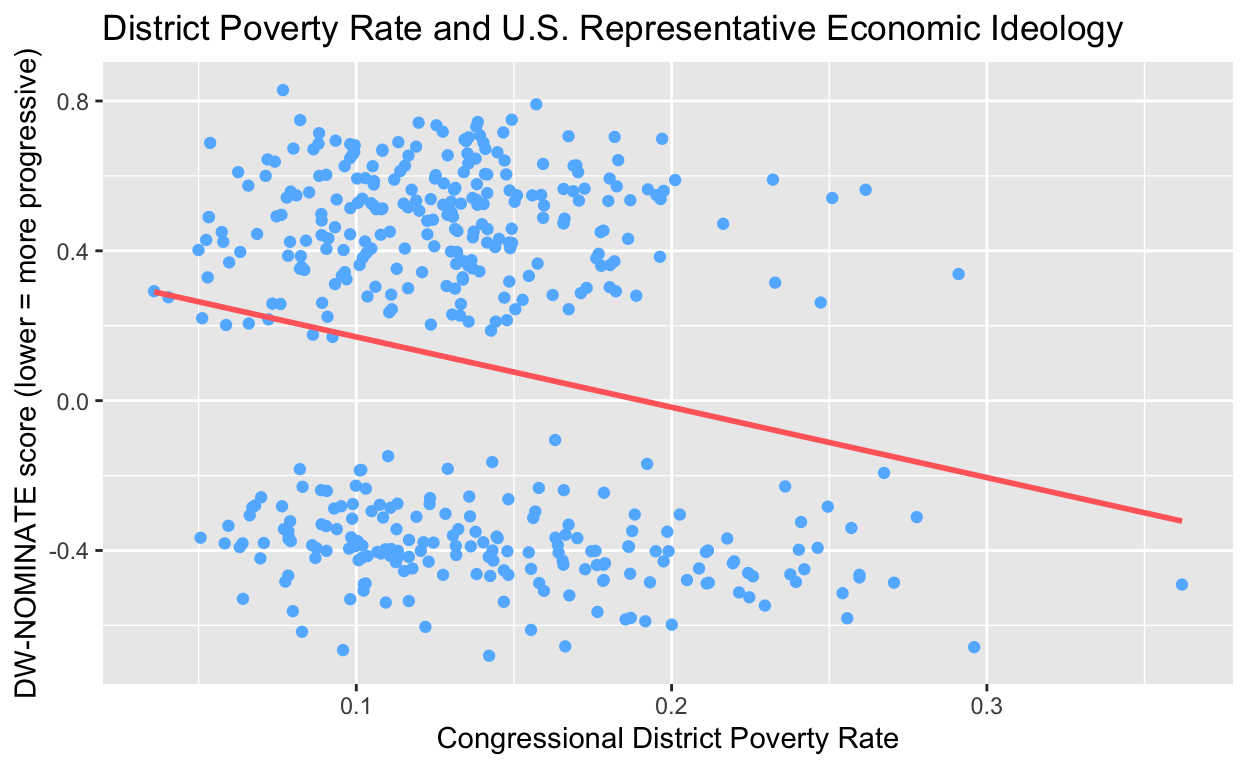 District Poverty Rate and U.S. Representative Economic Ideology
DW-NOMINATE score (lower = more progressive)
0.8
0.4
0.0
-0.4
0.1
0.2
0.3
Congressional District Poverty Rate